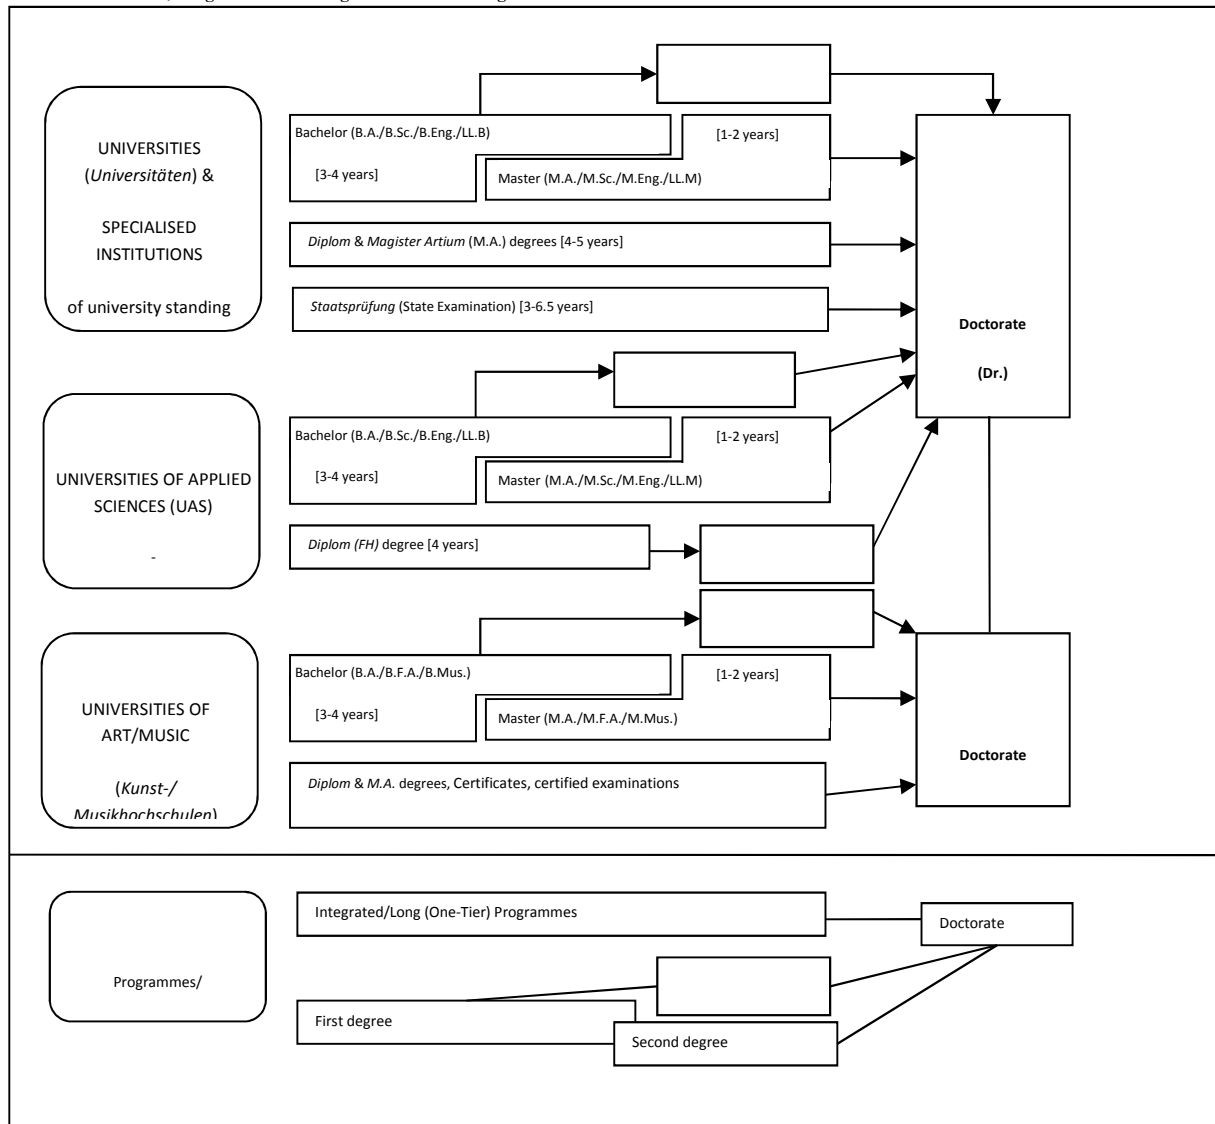 UNIVERSITIES
(Universitäten) &
SPECIALISED
INSTITUTIONS
of university standing
Bachelor (B.A./B.Sc./B.Eng./LL.B)
[3-4 years]
[1-2 years]
Master (M.A./M.Sc./M.Eng./LL.M)
Diplom & Magister Artium (M.A.) degrees [4-5 years]
Staatsprüfung (State Examination) [3-6.5 years]
Doctorate
(Dr.)
UNIVERSITIES OF APPLIED
SCIENCES (UAS)
-
Bachelor (B.A./B.Sc./B.Eng./LL.B)
[3-4 years]
[1-2 years]
Master (M.A./M.Sc./M.Eng./LL.M)
Diplom (FH) degree [4 years]
UNIVERSITIES OF
ART/MUSIC
(Kunst-/
Musikhochschulen)
Bachelor (B.A./B.F.A./B.Mus.)
[3-4 years]
[1-2 years]
Master (M.A./M.F.A./M.Mus.)
Diplom & M.A. degrees, Certificates, certified examinations
Doctorate
Programmes/
Integrated/Long (One-Tier) Programmes
Doctorate
First degree
Second degree